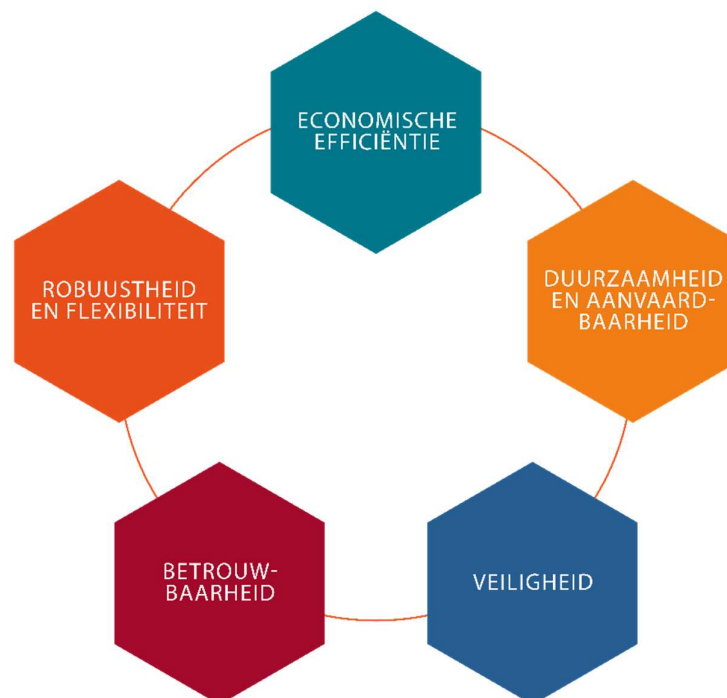 ECONOMISCHE
EFFICIËNTIE
DUURZAAMHEID
EN AANVAARD-
BAARHEID
VEILIGHEID
BETROUW-
BAARHEID
ROBUUSTHEID
EN FLEXIBILITEIT